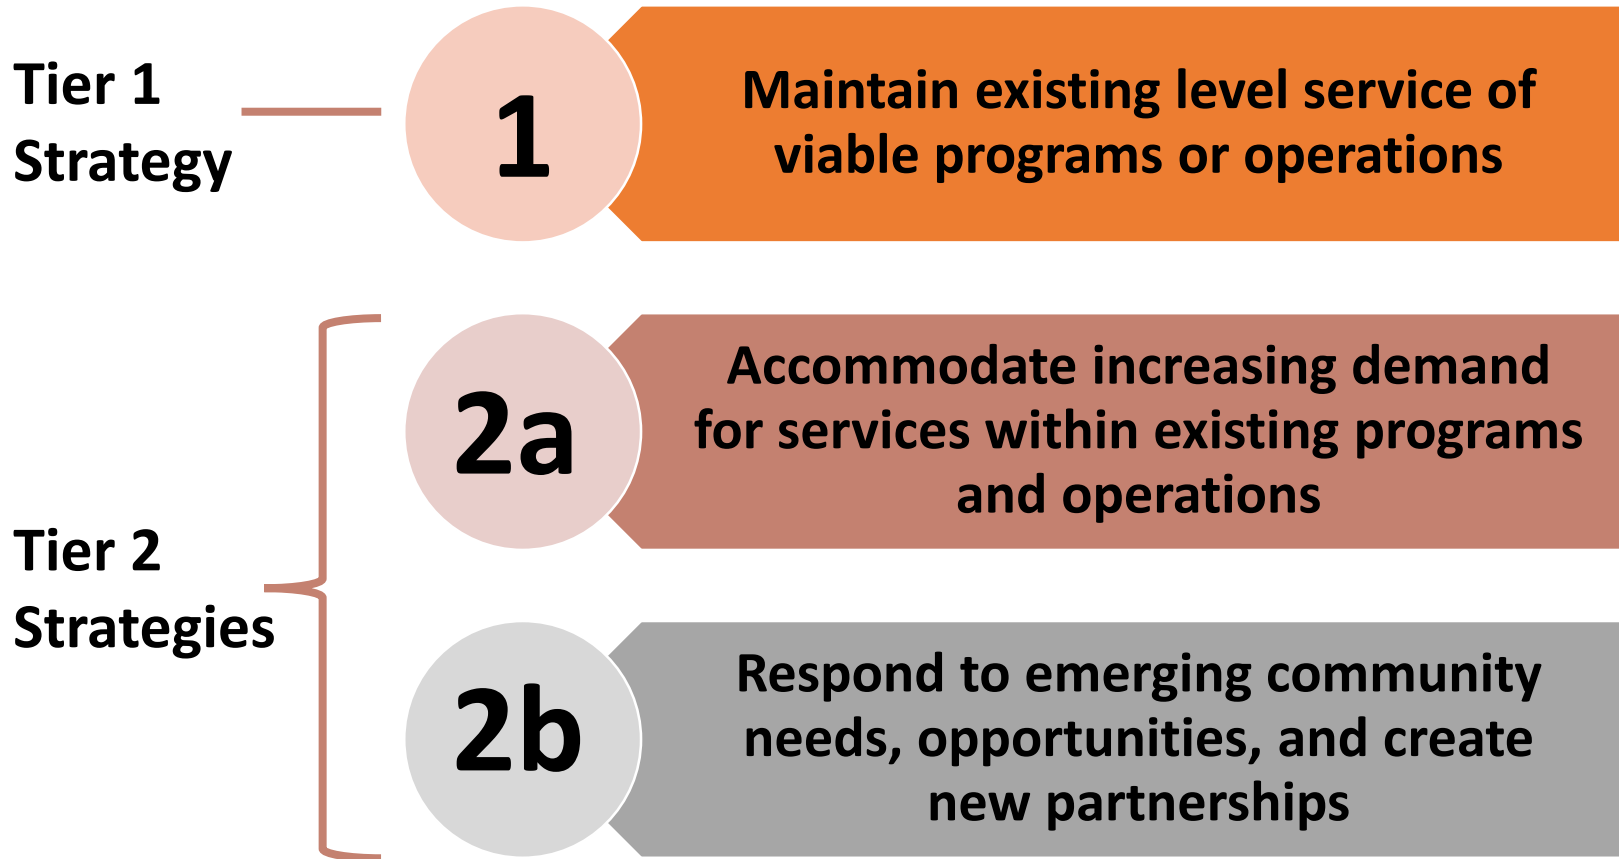 Tier 1
Strategy
1
Maintain existing level service of
viable programs or operations
Tier 2
Strategies
2a
Accommodate increasing demand
for services within existing programs
and operations
2b
Respond to emerging community
needs, opportunities, and create
new partnerships